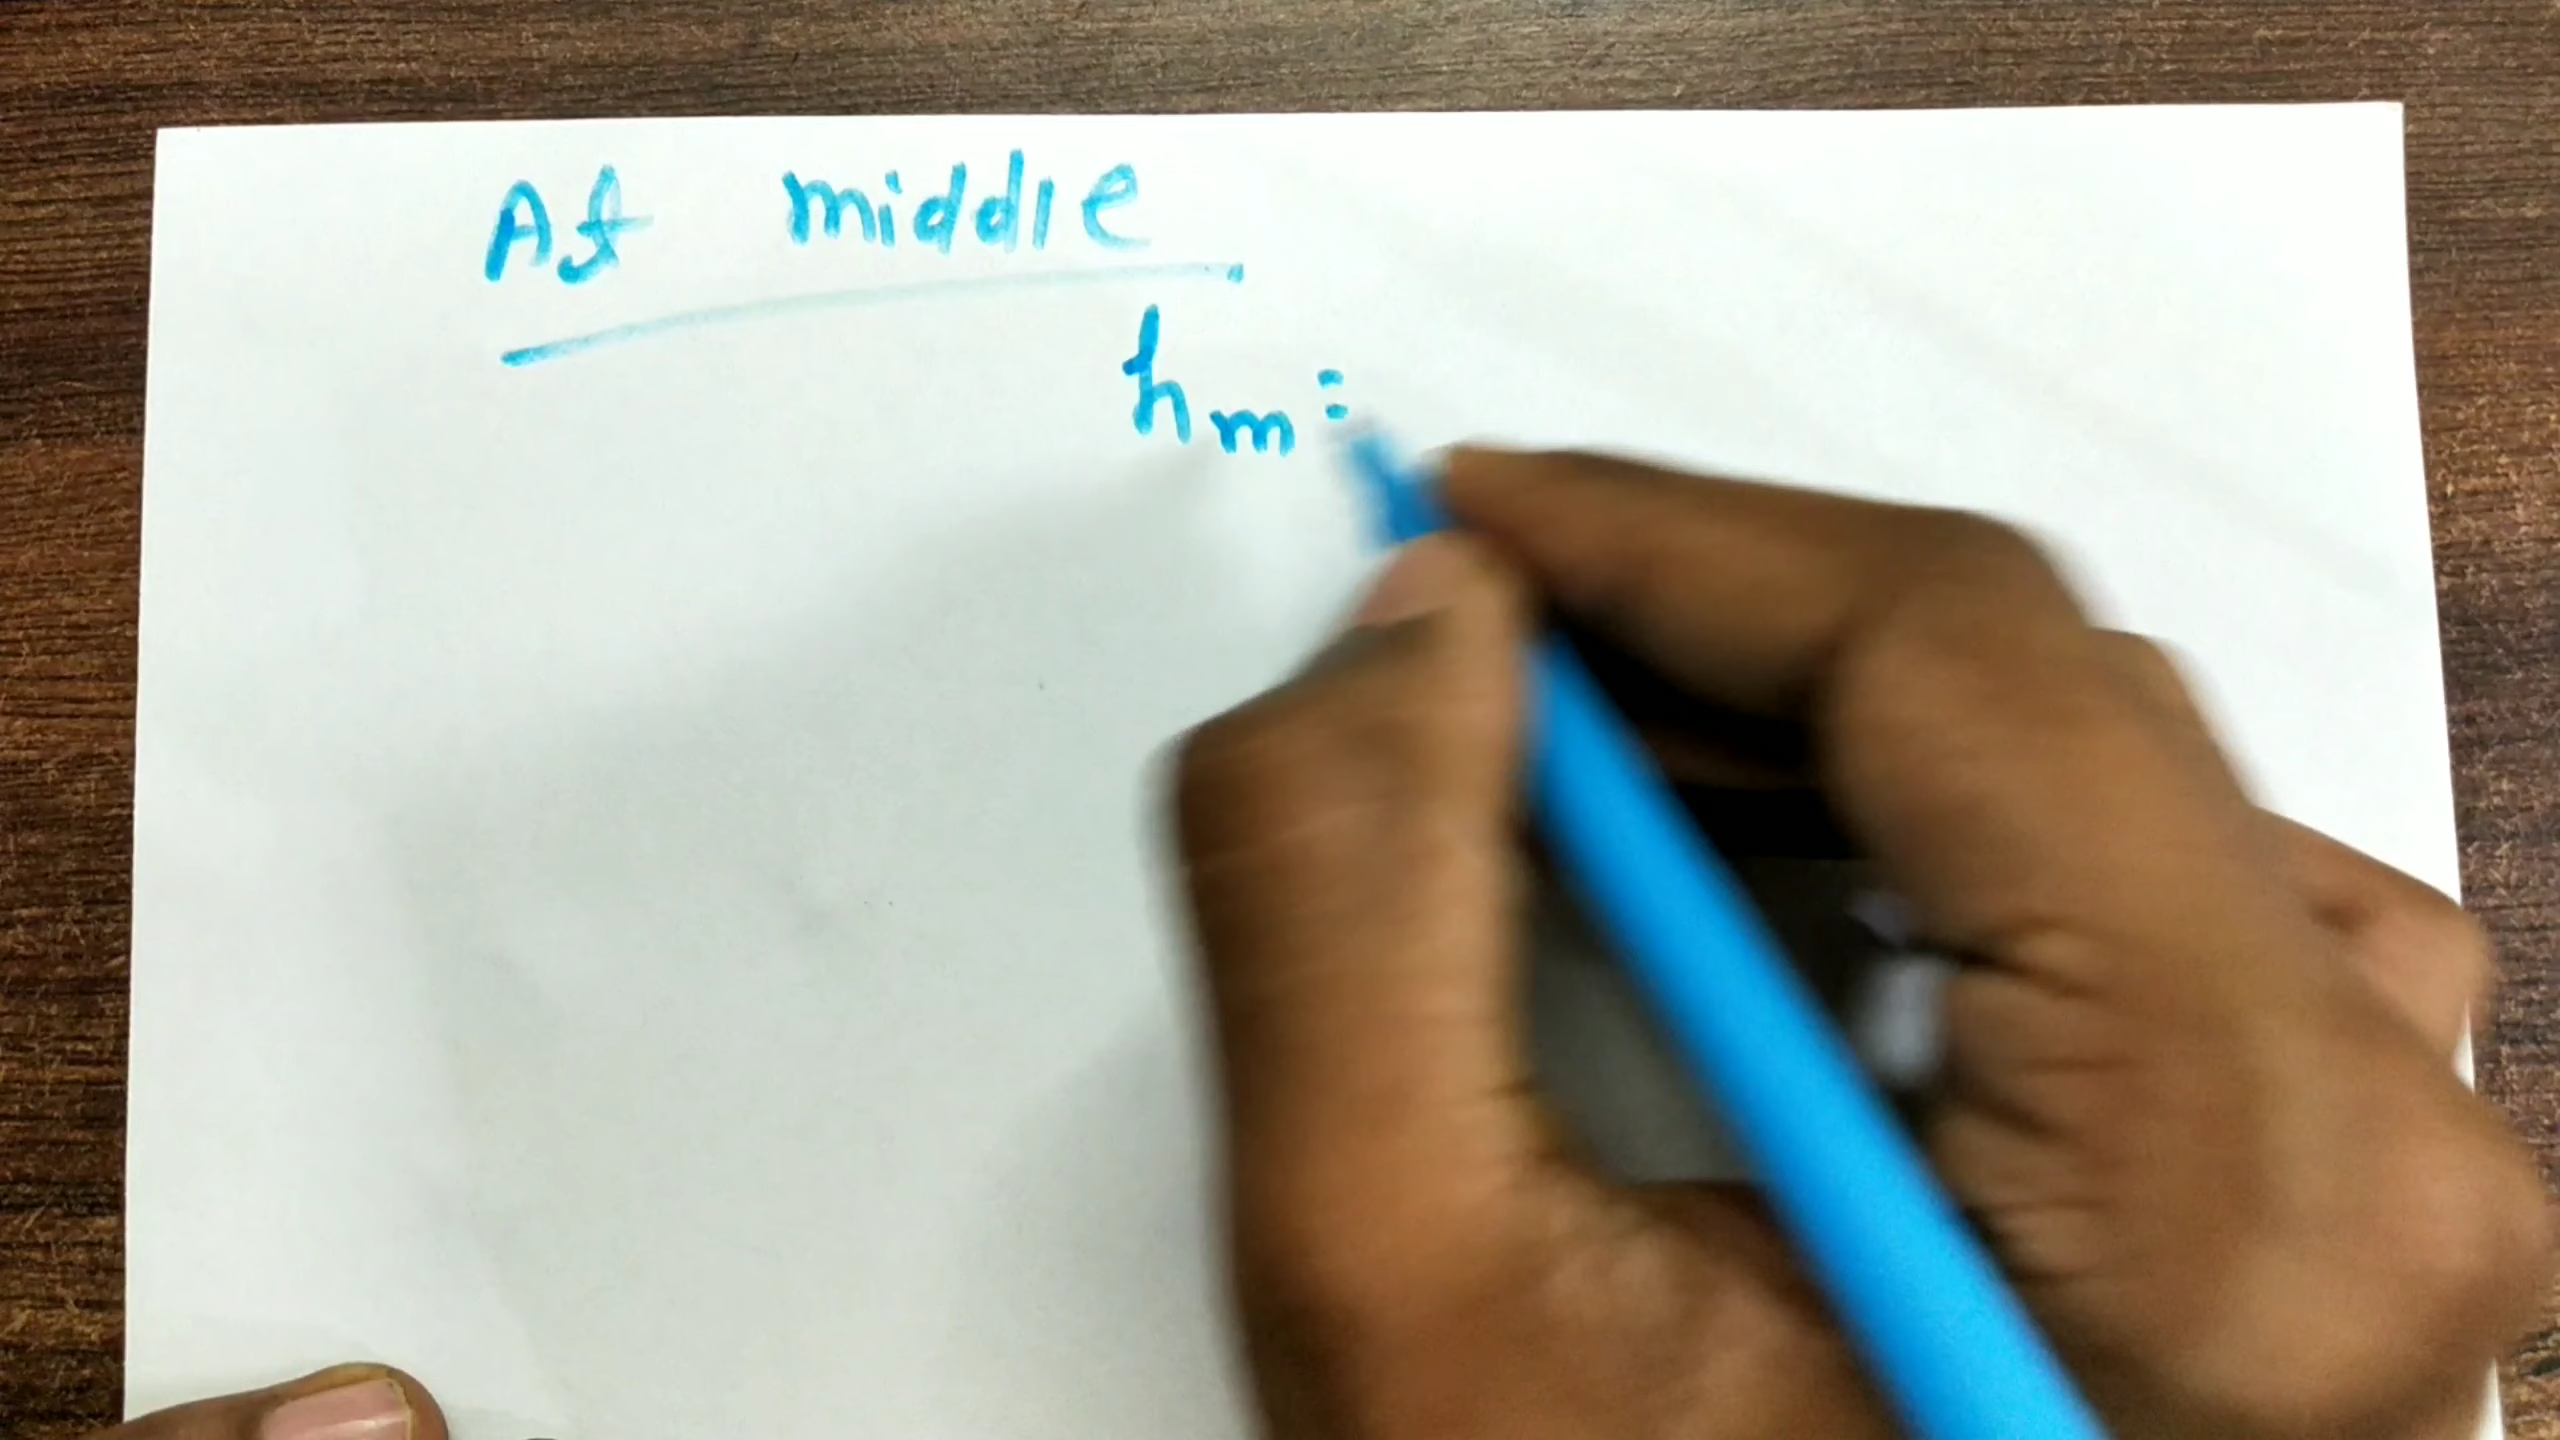 At middle
hm =